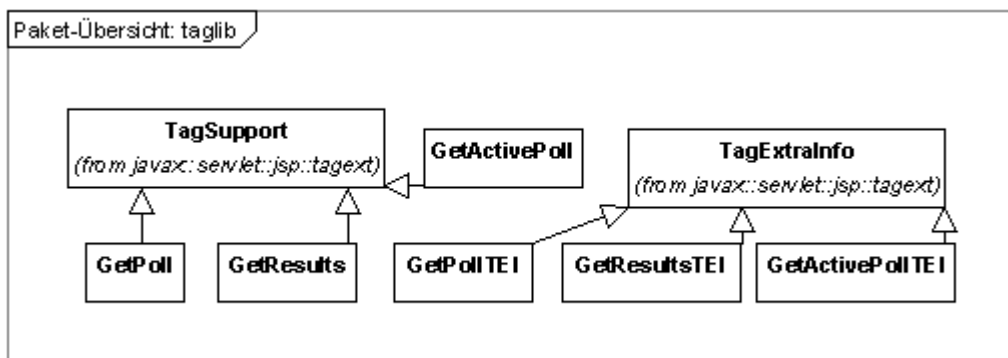 Paket-Übersicht: taglib
TagSupport
(from javax::servlet::jsp::tagext)
GetActivePoll
TagExtraInfo
(from javax::servlet::jsp::tagext)
GetPoll
GetResults
GetPollTEI
GetResultsTEI
GetActivePollTEI